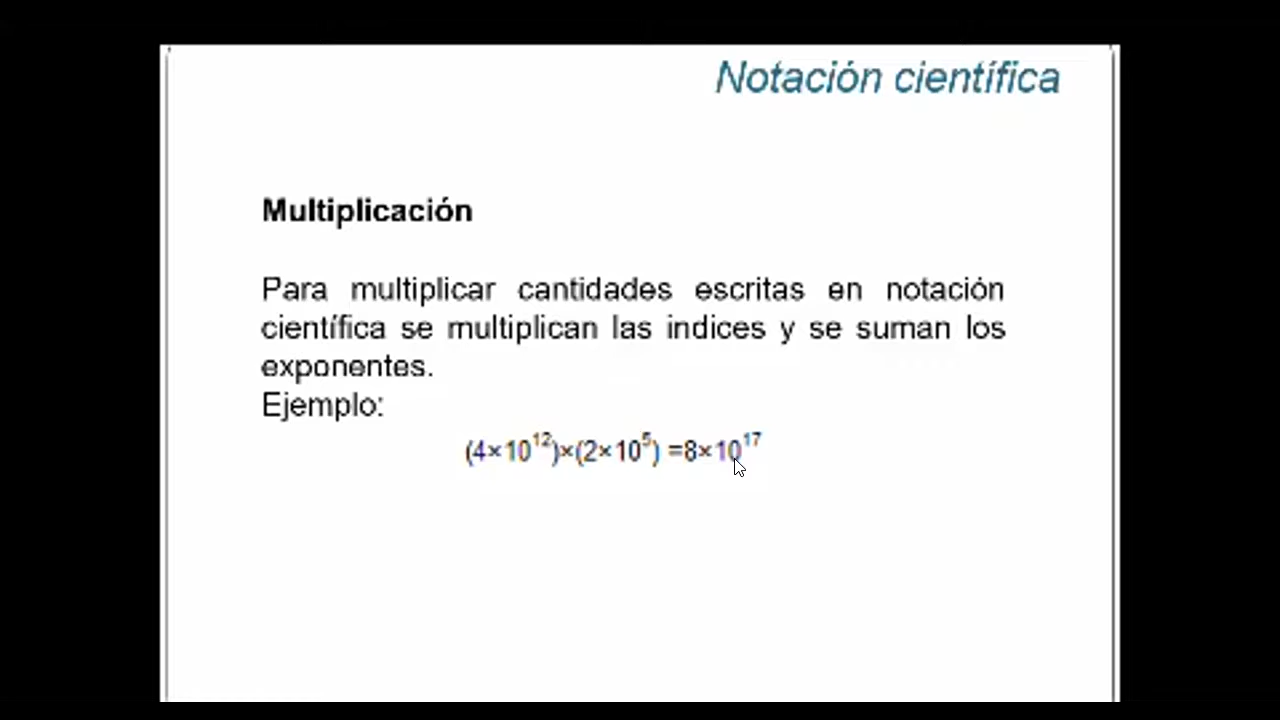 Notación científica
Multiplicación
Para multiplicar cantidades escritas en notación
científica se multiplican las indices y se suman los
exponentes.
Ejemplo:
(4×10¹²)×(2×10⁵) =8×10¹⁷